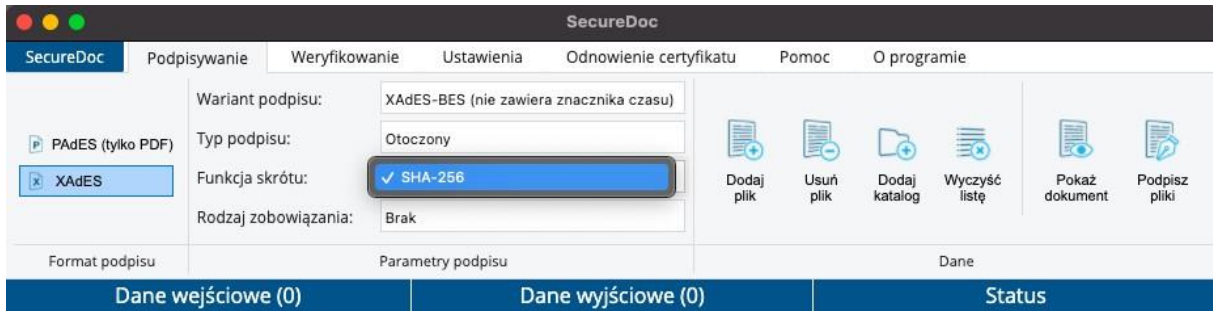 SecureDoc
SecureDoc Podpisywanie Weryfikowanie Ustawienia Odnowienie certyfikatu Pomoc O programie
PAdES (tylko PDF)
XAdES
Format podpisu
Wariant podpisu: XAdES-BES (nie zawiera znacznika czasu)
Typ podpisu: Otoczony
Funkcja skrótu: ✓ SHA-256
Rodzaj zobowiązania: Brak
Parametry podpisu
Dodaj plik
Usuń plik
Dodaj katalog
Wyczyść listę
Pokaż dokument
Podpisz pliki
Dane
Dane wejściowe (0) Dane wyjściowe (0) Status